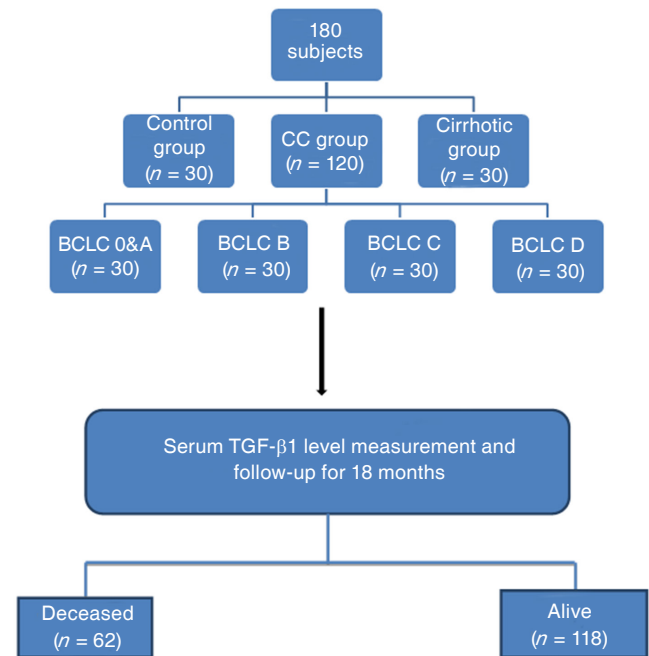 180
subjects
Control
group
(n = 30)
CC group
(n = 120)
Cirrhotic
group
(n = 30)
BCLC 0&A
(n = 30)
BCLC B
(n = 30)
BCLC C
(n = 30)
BCLC D
(n = 30)
Serum TGF-β1 level measurement and
follow-up for 18 months
Deceased
(n = 62)
Alive
(n = 118)